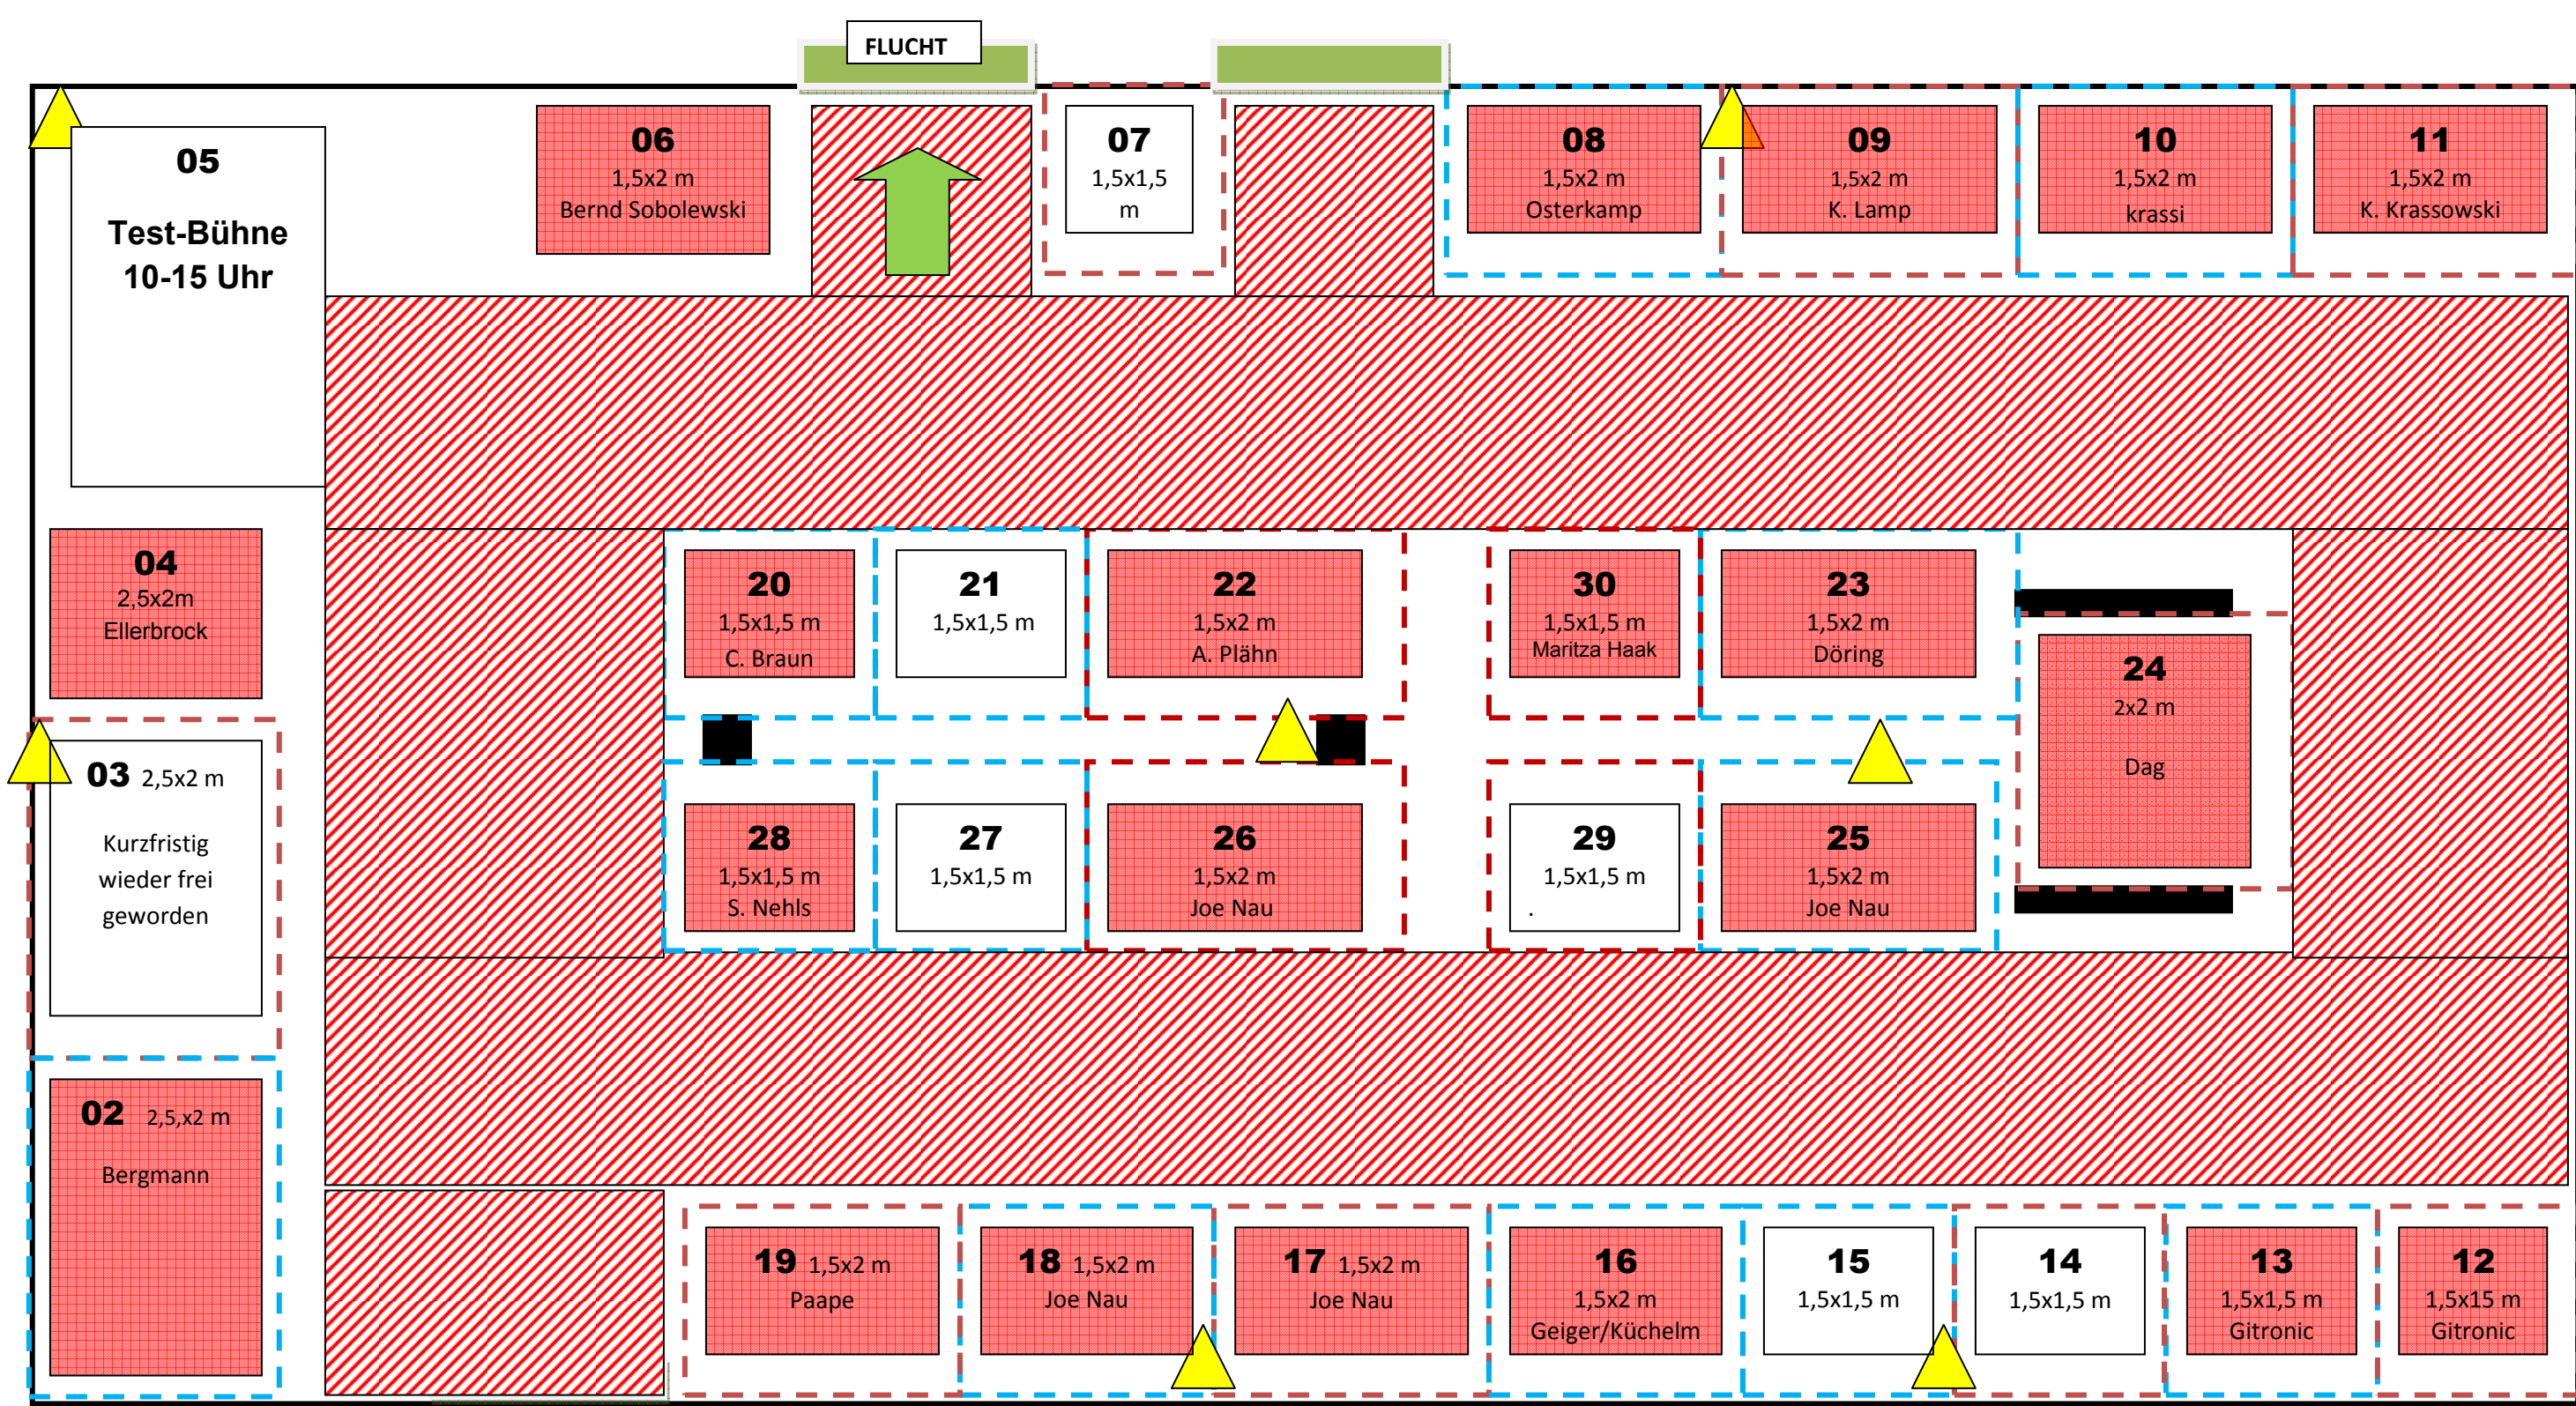 FLUCHT
05
Test-Bühne
10-15 Uhr
06
1,5x2 m
Bernd Sobolewski
07
1,5x1,5
m
08
1,5x2 m
Osterkamp
09
1,5x2 m
K. Lamp
10
1,5x2 m
krassi
11
1,5x2 m
K. Krassowski
04
2,5x2m
Ellerbrock
20
1,5x1,5 m
C. Braun
21
1,5x1,5 m
22
1,5x2 m
A. Plähn
30
1,5x1,5 m
Maritza Haak
23
1,5x2 m
Döring
24
2x2 m
Dag
03 2,5x2 m
Kurzfristig
wieder frei
geworden
28
1,5x1,5 m
S. Nehls
27
1,5x1,5 m
26
1,5x2 m
Joe Nau
29
1,5x1,5 m
.
25
1,5x2 m
Joe Nau
02 2,5,x2 m
Bergmann
19 1,5x2 m
Paape
18 1,5x2 m
Joe Nau
17 1,5x2 m
Joe Nau
16
1,5x2 m
Geiger/Küchelm
15
1,5x1,5 m
14
1,5x1,5 m
13
1,5x1,5 m
Gitronic
12
1,5x15 m
Gitronic